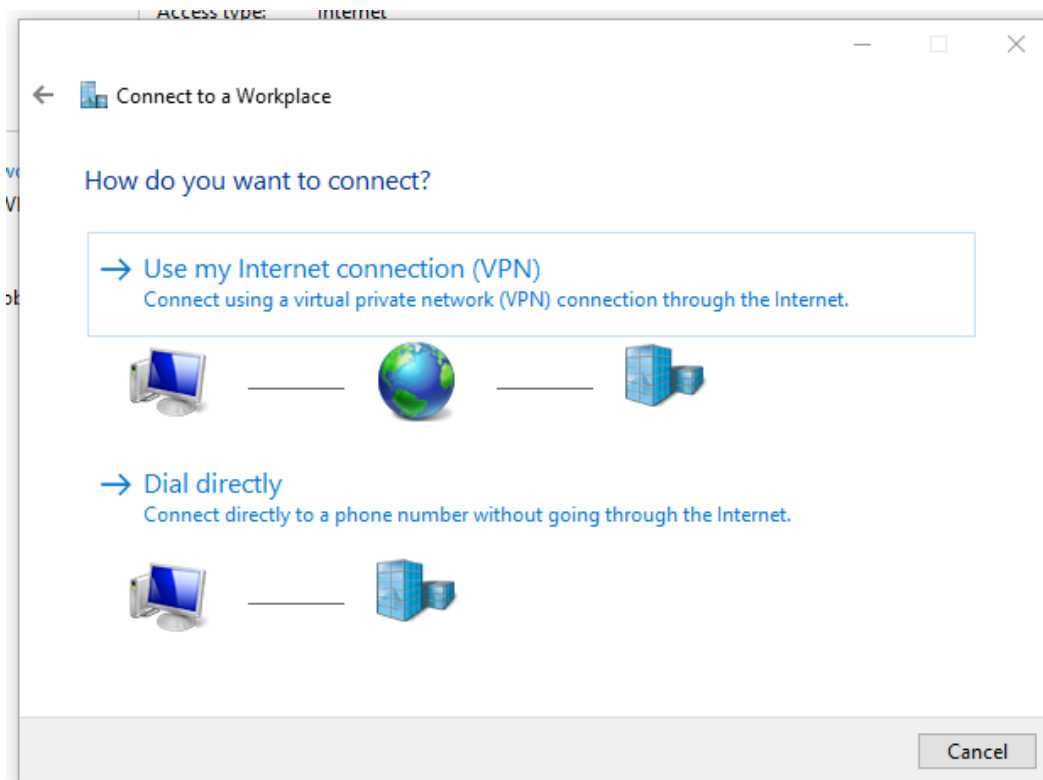 Access type: Internet
Connect to a Workplace
How do you want to connect?
Use my Internet connection (VPN)
Connect using a virtual private network (VPN) connection through the Internet.
Dial directly
Connect directly to a phone number without going through the Internet.
Cancel